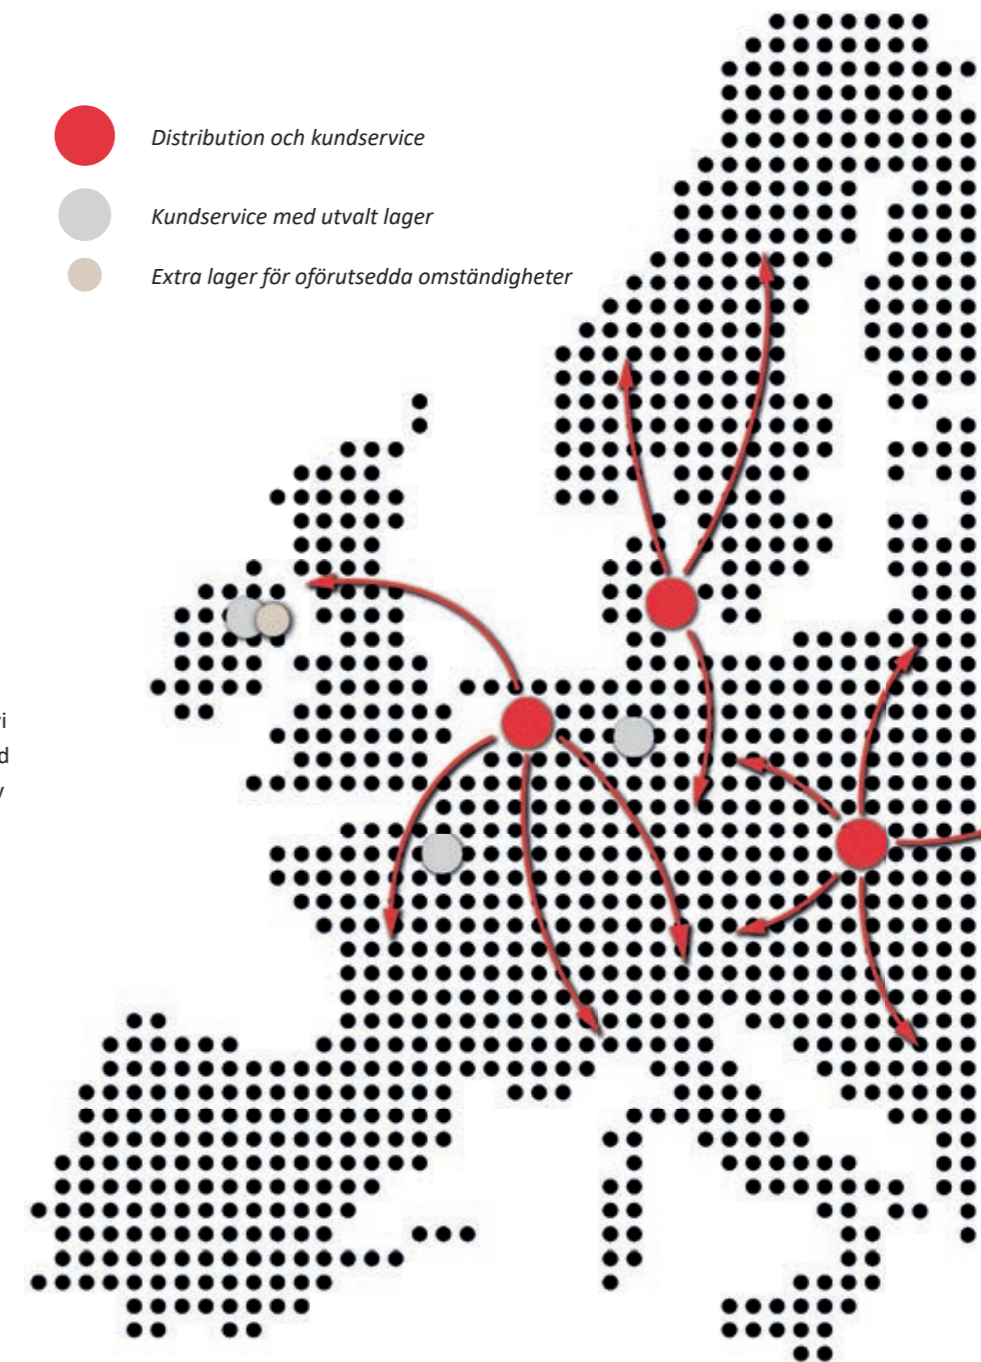 Distribution och kundservice
Kundservice med utvalt lager
Extra lager för oförutsedda omständigheter